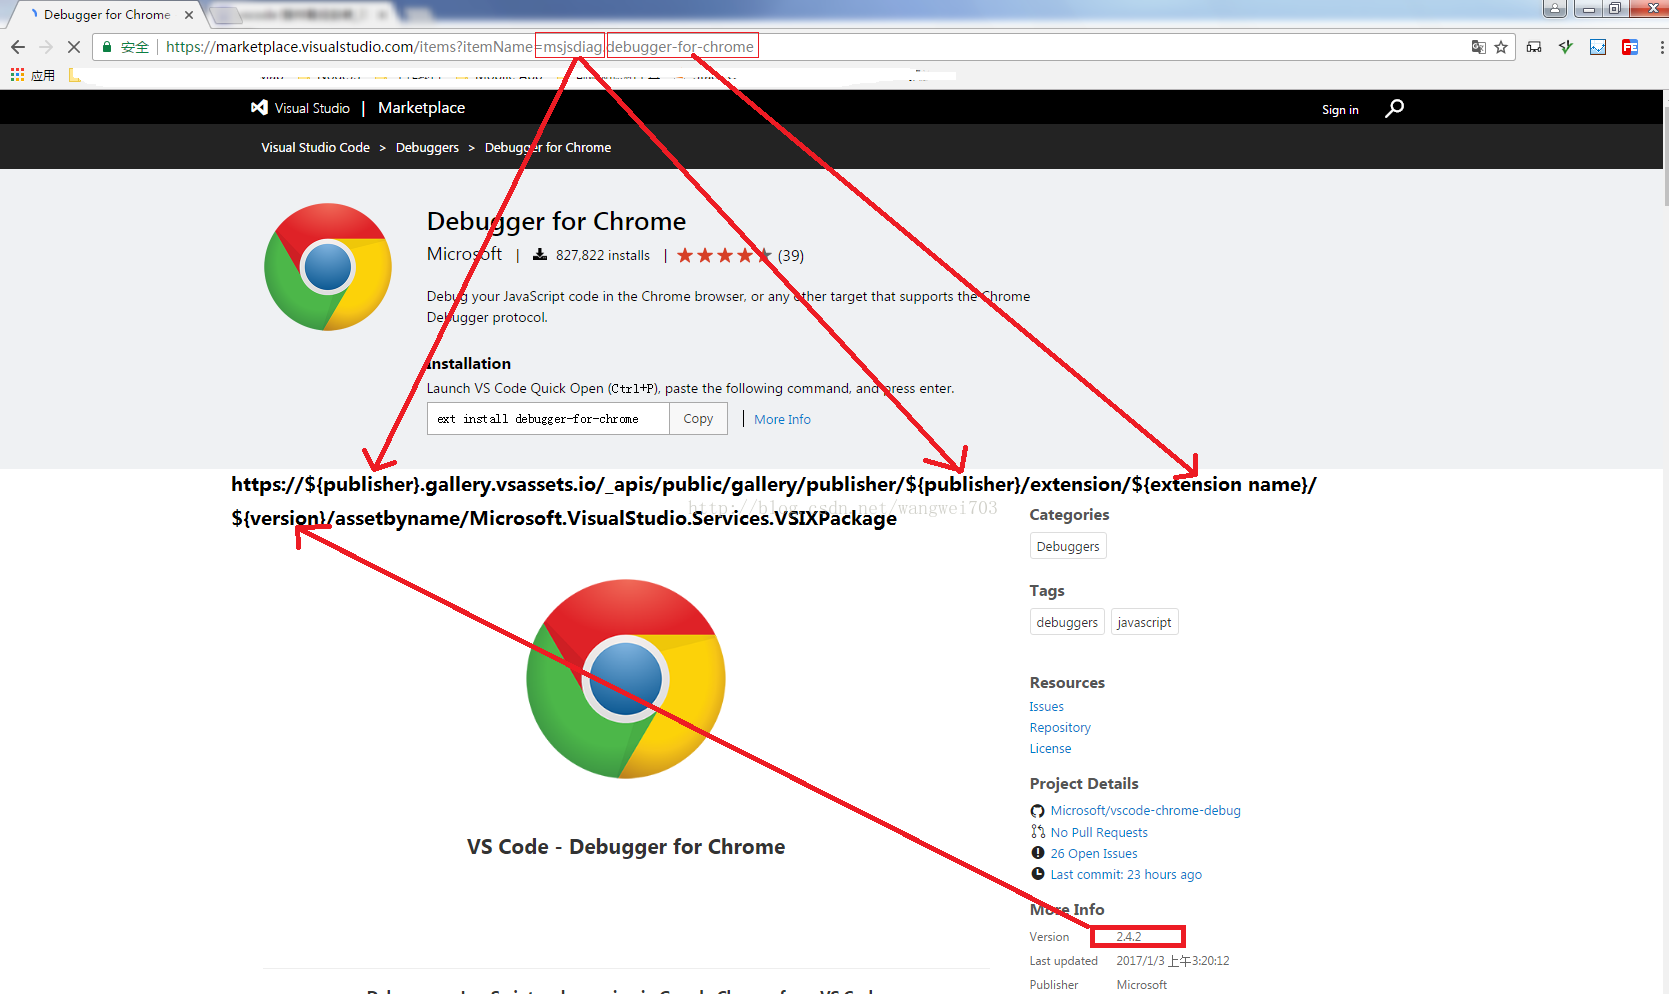 Debugger for Chrome
安全 https://marketplace.visualstudio.com/items?itemName=msjsdiag.debugger-for-chrome
应用
Visual Studio | Marketplace
Sign in
Visual Studio Code > Debuggers > Debugger for Chrome
Debugger for Chrome
Microsoft | 827,822 installs | (39)
Debug your JavaScript code in the Chrome browser, or any other target that supports the Chrome
Debugger protocol.
Installation
Launch VS Code Quick Open (Ctrl+P), paste the following command, and press enter.
ext install debugger-for-chrome Copy | More Info
https://${publisher}.gallery.vsassets.io/_apis/public/gallery/publisher/${publisher}/extension/${extension name}/
${version}/assetbyname/Microsoft.VisualStudio.Services.VSIXPackage
http://blog.csdn.net/wangwei703
Categories
Debuggers
Tags
debuggers javascript
Resources
Issues
Repository
License
Project Details
Microsoft/vscode-chrome-debug
No Pull Requests
26 Open Issues
Last commit: 23 hours ago
VS Code - Debugger for Chrome
More Info
Version 2.4.2
Last updated 2017/1/3 上午3:20:12
Publisher Microsoft